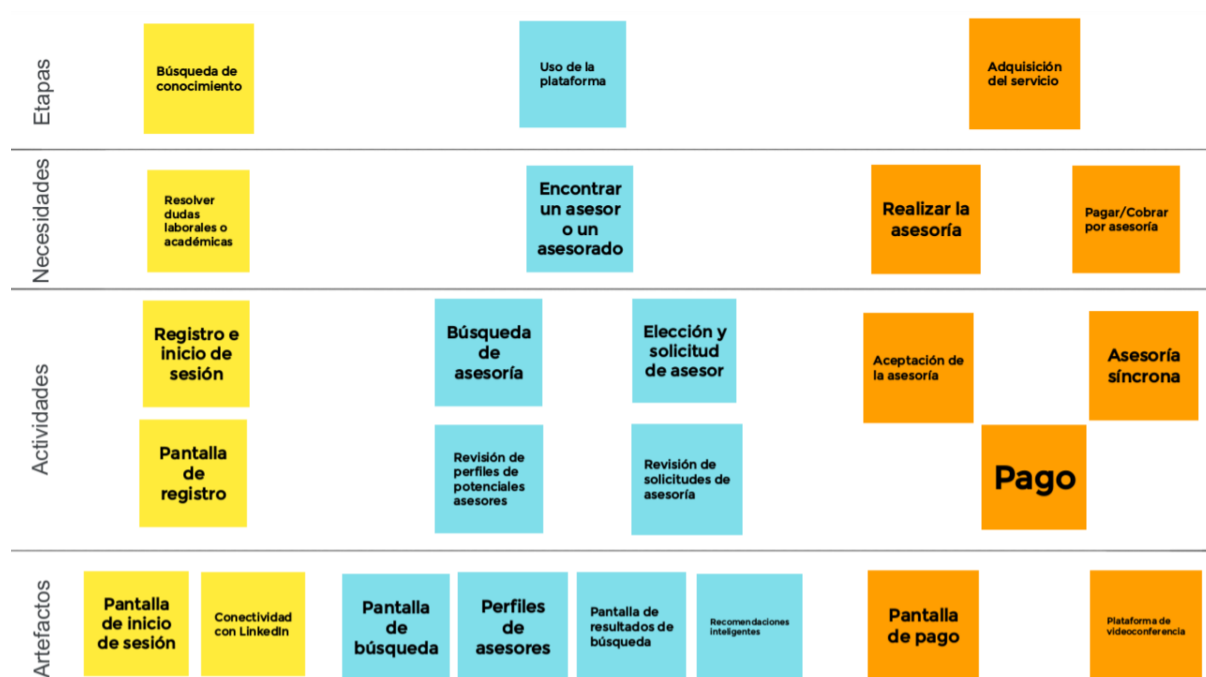 Etapas
Búsqueda de
conocimiento
Uso de la
plataforma
Adquisición
del servicio
Necesidades
Resolver
dudas
laborales o
académicas
Encontrar
un asesor
o un
asesorado
Realizar la
asesoría
Pagar/Cobrar
por asesoría
Actividades
Registro e
inicio de
sesión
Búsqueda
de
asesoría
Elección y
solicitud
de asesor
Aceptación de
la asesoría
Asesoría
síncrona
Pantalla
de
registro
Revisión de
perfiles de
potenciales
asesores
Revisión de
solicitudes de
asesoría
Pago
Artefactos
Pantalla
de inicio
de sesión
Conectividad
con LinkedIn
Pantalla
de
búsqueda
Perfiles
de
asesores
Pantalla de
resultados de
búsqueda
Recomendaciones
inteligentes
Pantalla
de pago
Plataforma de
videoconferencia